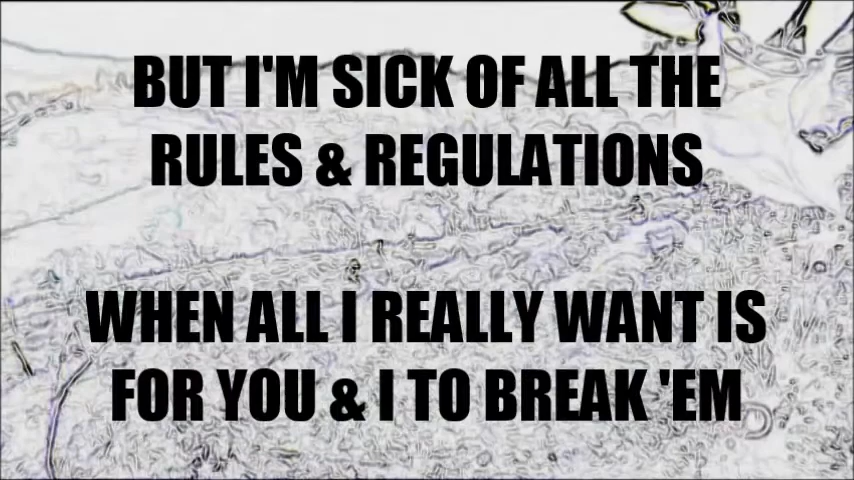 BUT I'M SICK OF ALL THE
RULES & REGULATIONS
WHEN ALL I REALLY WANT IS
FOR YOU & I TO BREAK 'EM